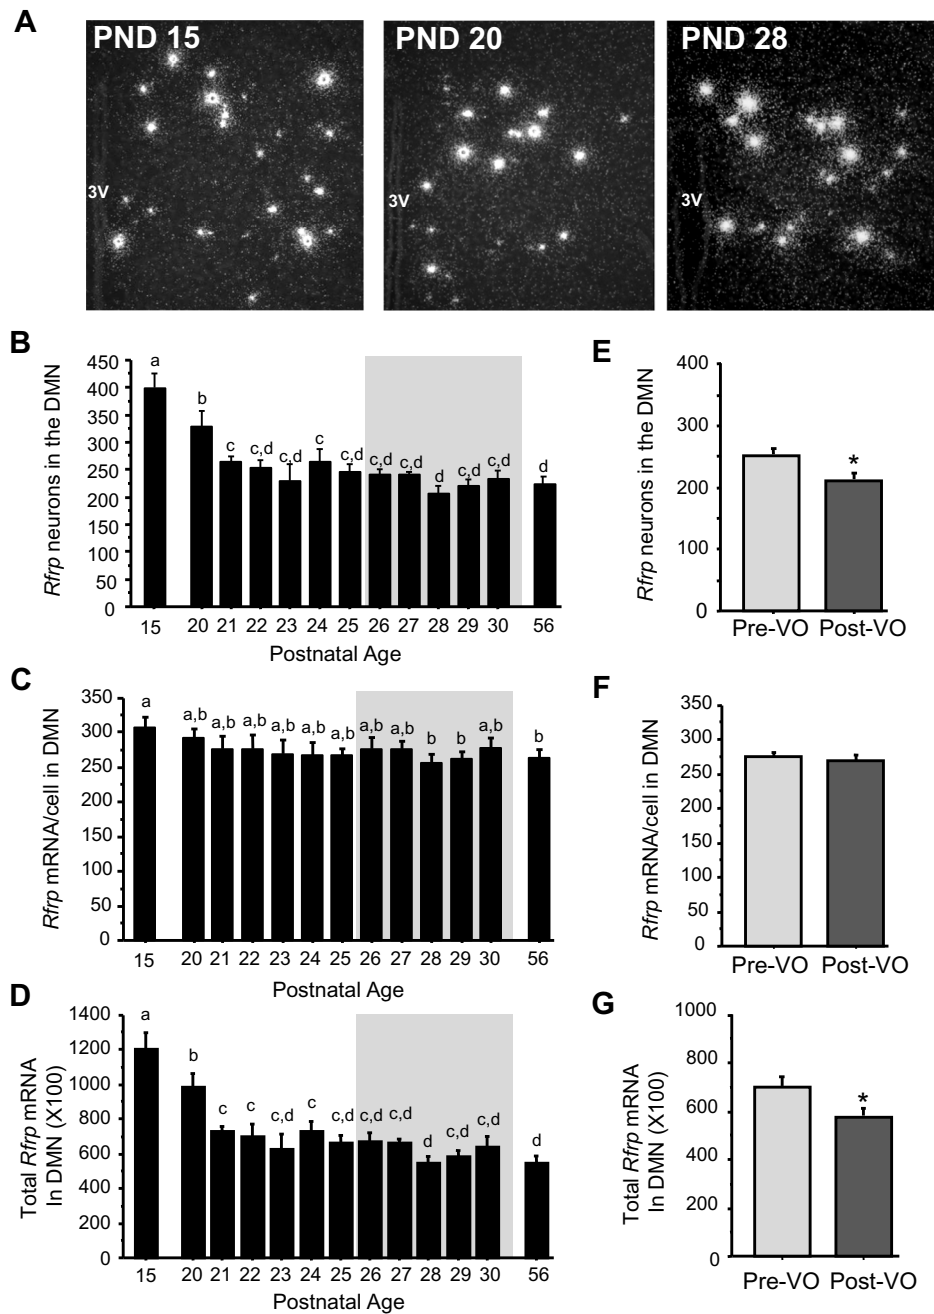 A
PND 15
PND 20
PND 28
3V
3V
3V
B
Rfrp neurons in the DMN
450
400
350
300
250
200
150
100
50
0
a
b
c
c,d
c,d
c
c,d
c,d
c,d
d
c,d
c,d
d
15 20 21 22 23 24 25 26 27 28 29 30 56
Postnatal Age
E
Rfrp neurons in the DMN
400
300
200
100
0
*
Pre-VO Post-VO
C
Rfrp mRNA/cell in DMN
350
300
250
200
150
100
50
0
a
a,b
a,b
a,b
a,b
a,b
a,b
a,b
a,b
b
b
a,b
b
15 20 21 22 23 24 25 26 27 28 29 30 56
Postnatal Age
F
Rfrp mRNA/cell in DMN
350
300
250
200
150
100
50
0
Pre-VO Post-VO
D
Total Rfrp mRNA
In DMN (X100)
1400
1200
1000
800
600
400
200
0
a
b
c
c
c,d
c
c,d
c,d
c,d
d
c,d
c,d
d
15 20 21 22 23 24 25 26 27 28 29 30 56
Postnatal Age
G
Total Rfrp mRNA
In DMN (X100)
1000
800
600
400
200
0
*
Pre-VO Post-VO